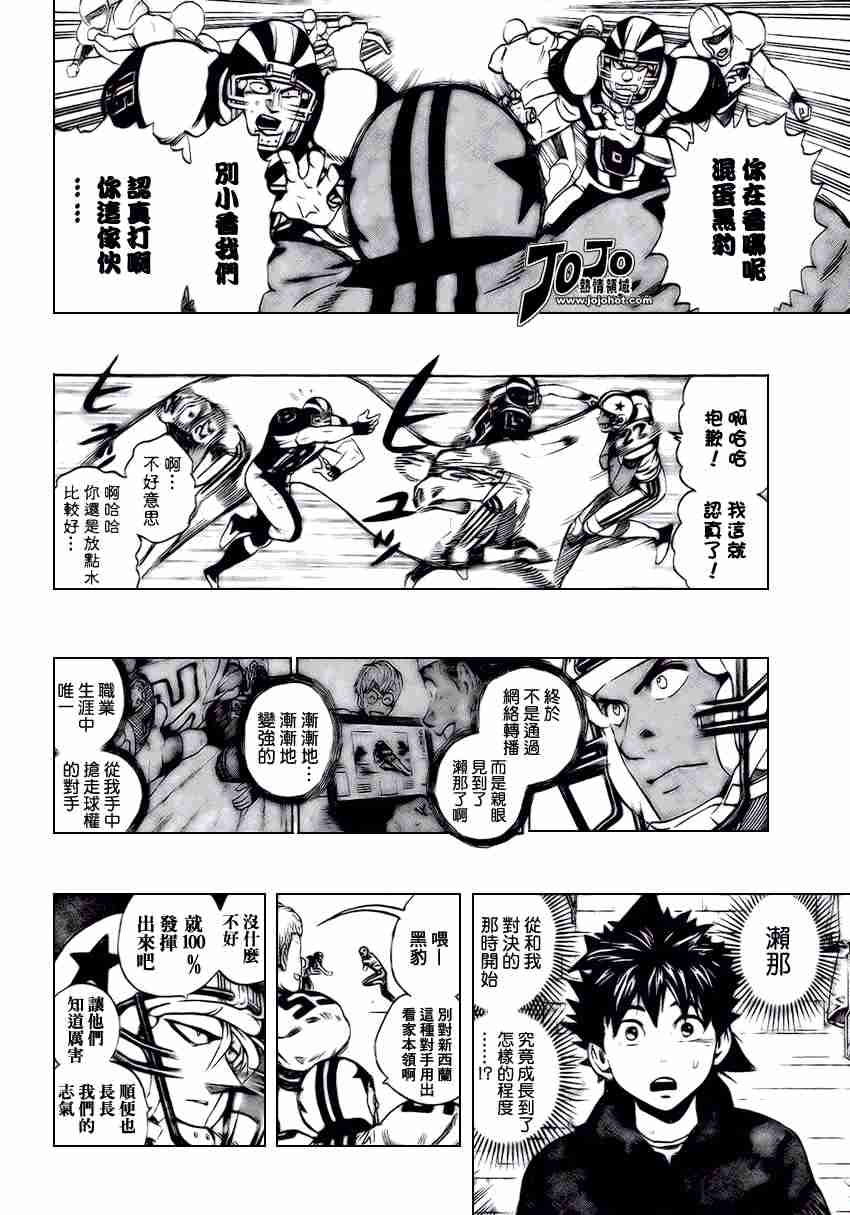 你在看哪呢
混蛋黑豹
別小看我們
認真打啊
你這傢伙
……
JOJO
熱情領域
www.jojohot.com
啊哈哈
抱歉！
我這就
認真了！
啊…
不好意思
啊哈哈
你還是放點水
比較好…
22
終於
不是通過
網絡轉播
而是親眼
見到了
瀨那了啊
漸漸地…
漸漸地
變強的
職業
生涯中
唯一
從我手中
搶走球權
的對手
瀨那
從和我
對決的
那時開始
究竟成長到了
怎樣的程度
……!?
喂—
黑豹
別對新西蘭
這種對手用出
看家本領啊
沒什麼
不好
就100%
發揮
出來吧
讓他們
知道厲害
順便也
長長
我們的
志氣